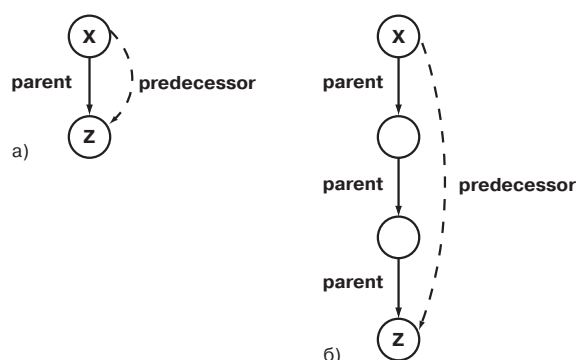 X
parent
predecessor
Z
а)
X
parent
parent
predecessor
parent
Z
б)